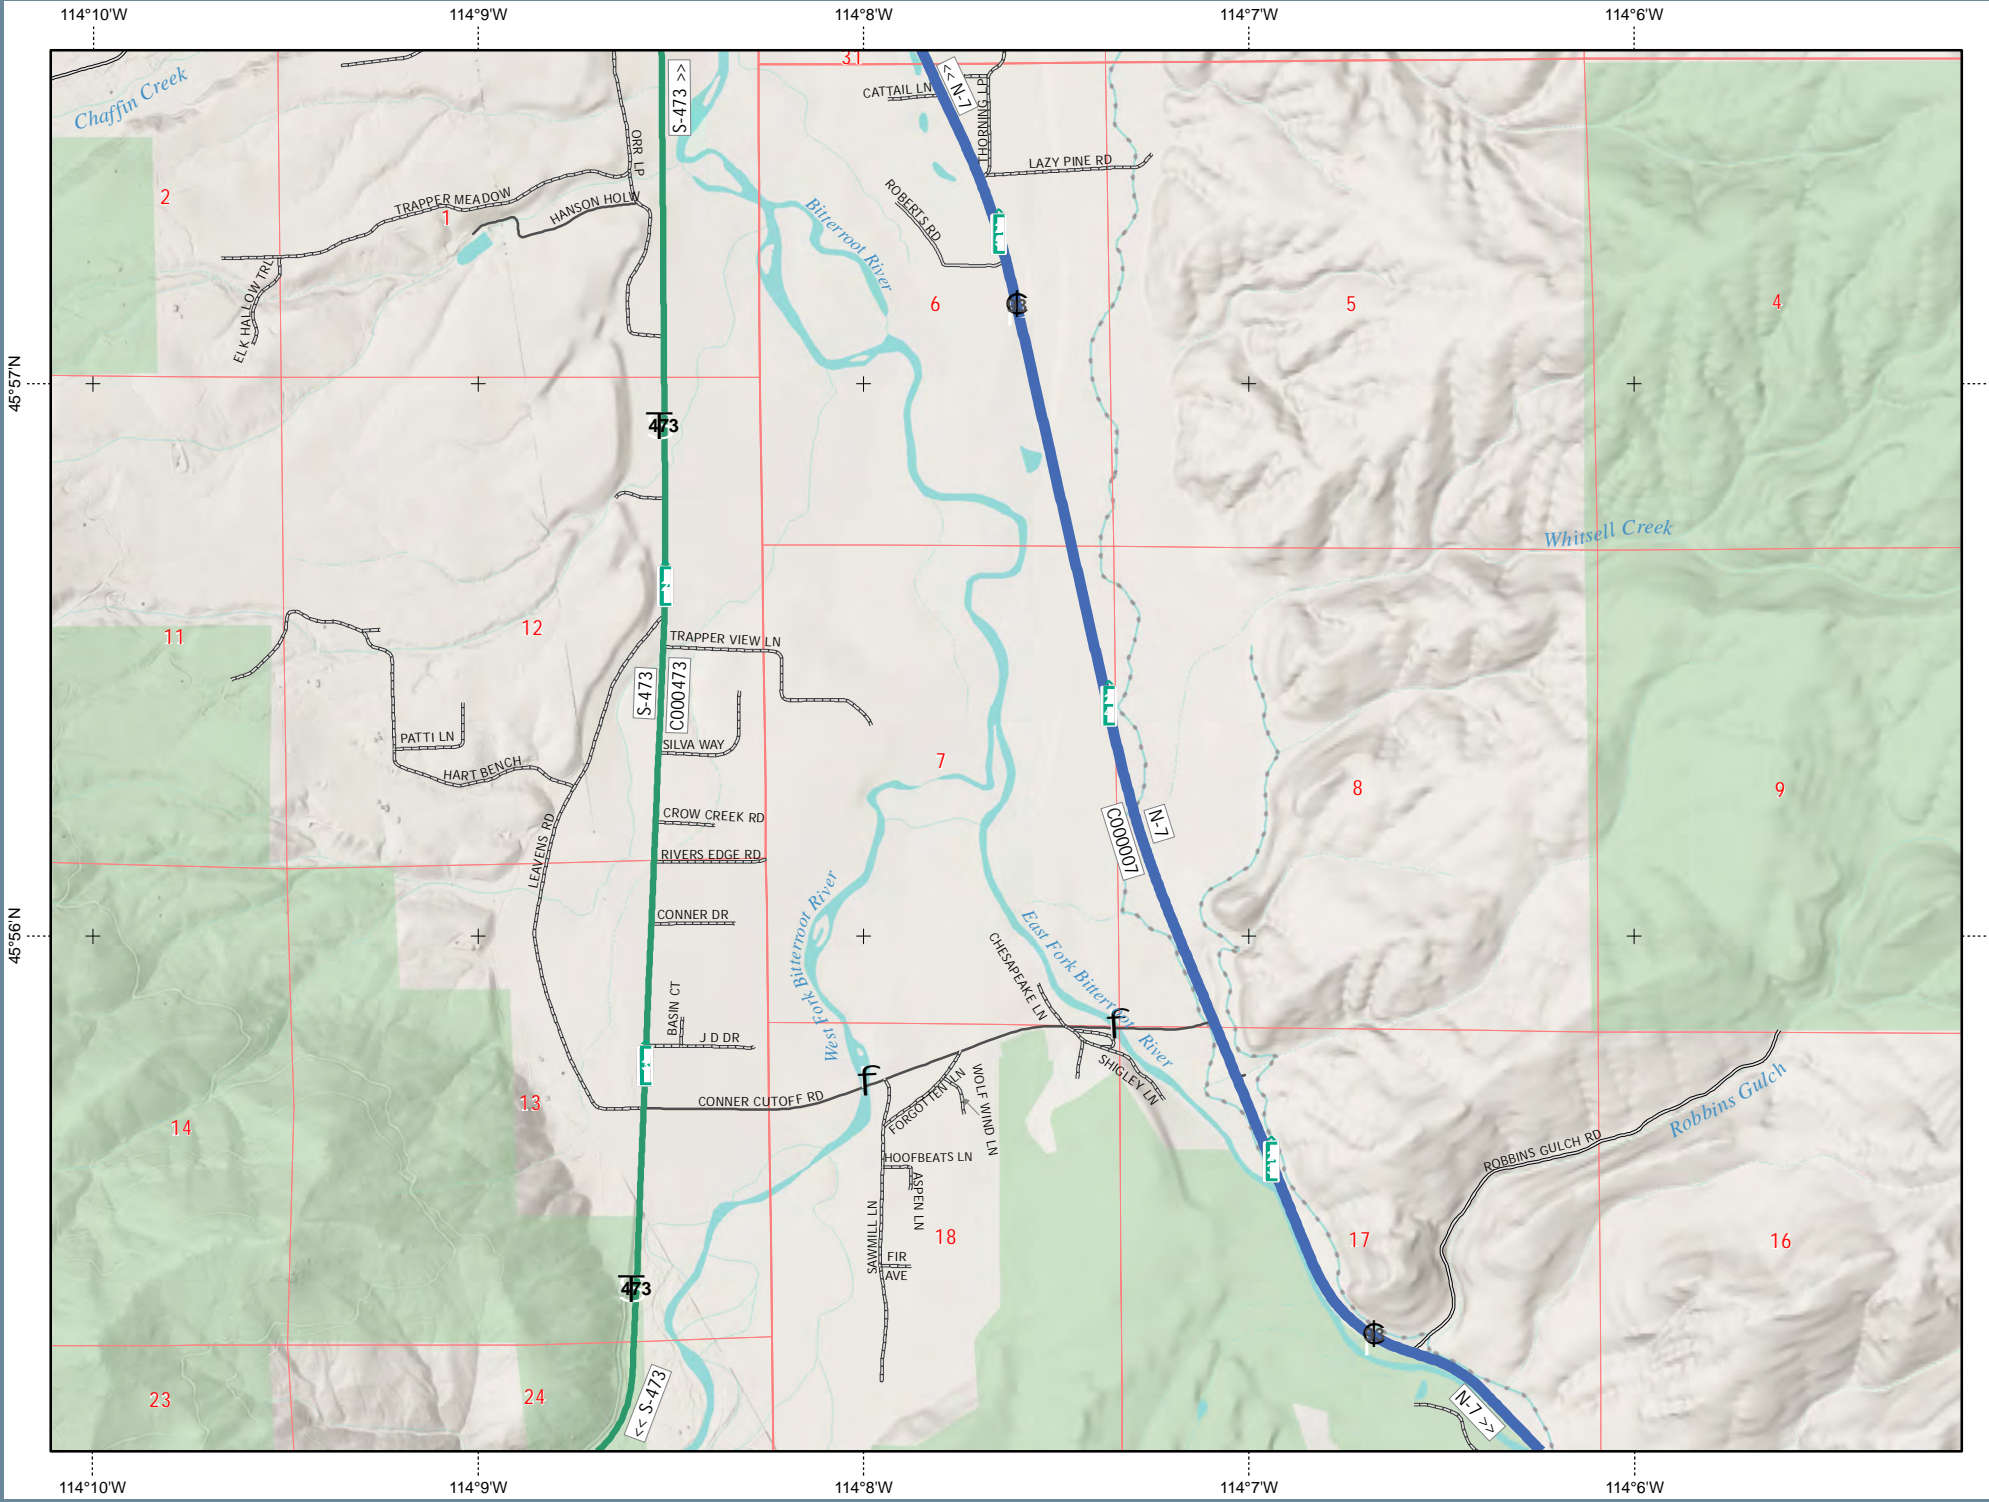 114°10'W
114°9'W
114°8'W
114°7'W
114°6'W
31
Chaffin Creek
S-473 >>
<< N-7
CATTAIL LN
THORNING LP
ORR LP
LAZY PINE RD
2
TRAPPER MEADOW
1
HANSON HOLW
ROBERTS RD
Bitterroot River
ELK HALLOW TRL
6
5
4
45°57'N
473
Whitsell Creek
11
12
TRAPPER VIEW LN
S-473
C000473
PATTI LN
SILVA WAY
HART BENCH
7
8
9
CROW CREEK RD
C000007
N-7
LEAVENS RD
RIVERS EDGE RD
West Fork Bitterroot River
CONNER DR
45°56'N
East Fork Bitterroot River
CHESAPEAKE LN
BASIN CT
J D DR
SHIGLEY LN
13
CONNER CUTOFF RD
FORGOTTEN LN
WOLF WIND LN
Robbins Gulch
14
ROBBINS GULCH RD
HOOFBEATS LN
ASPEN LN
SAWMILL LN
18
17
16
FIR
AVE
473
23
24
<< S-473
N-7 >>
114°10'W
114°9'W
114°8'W
114°7'W
114°6'W